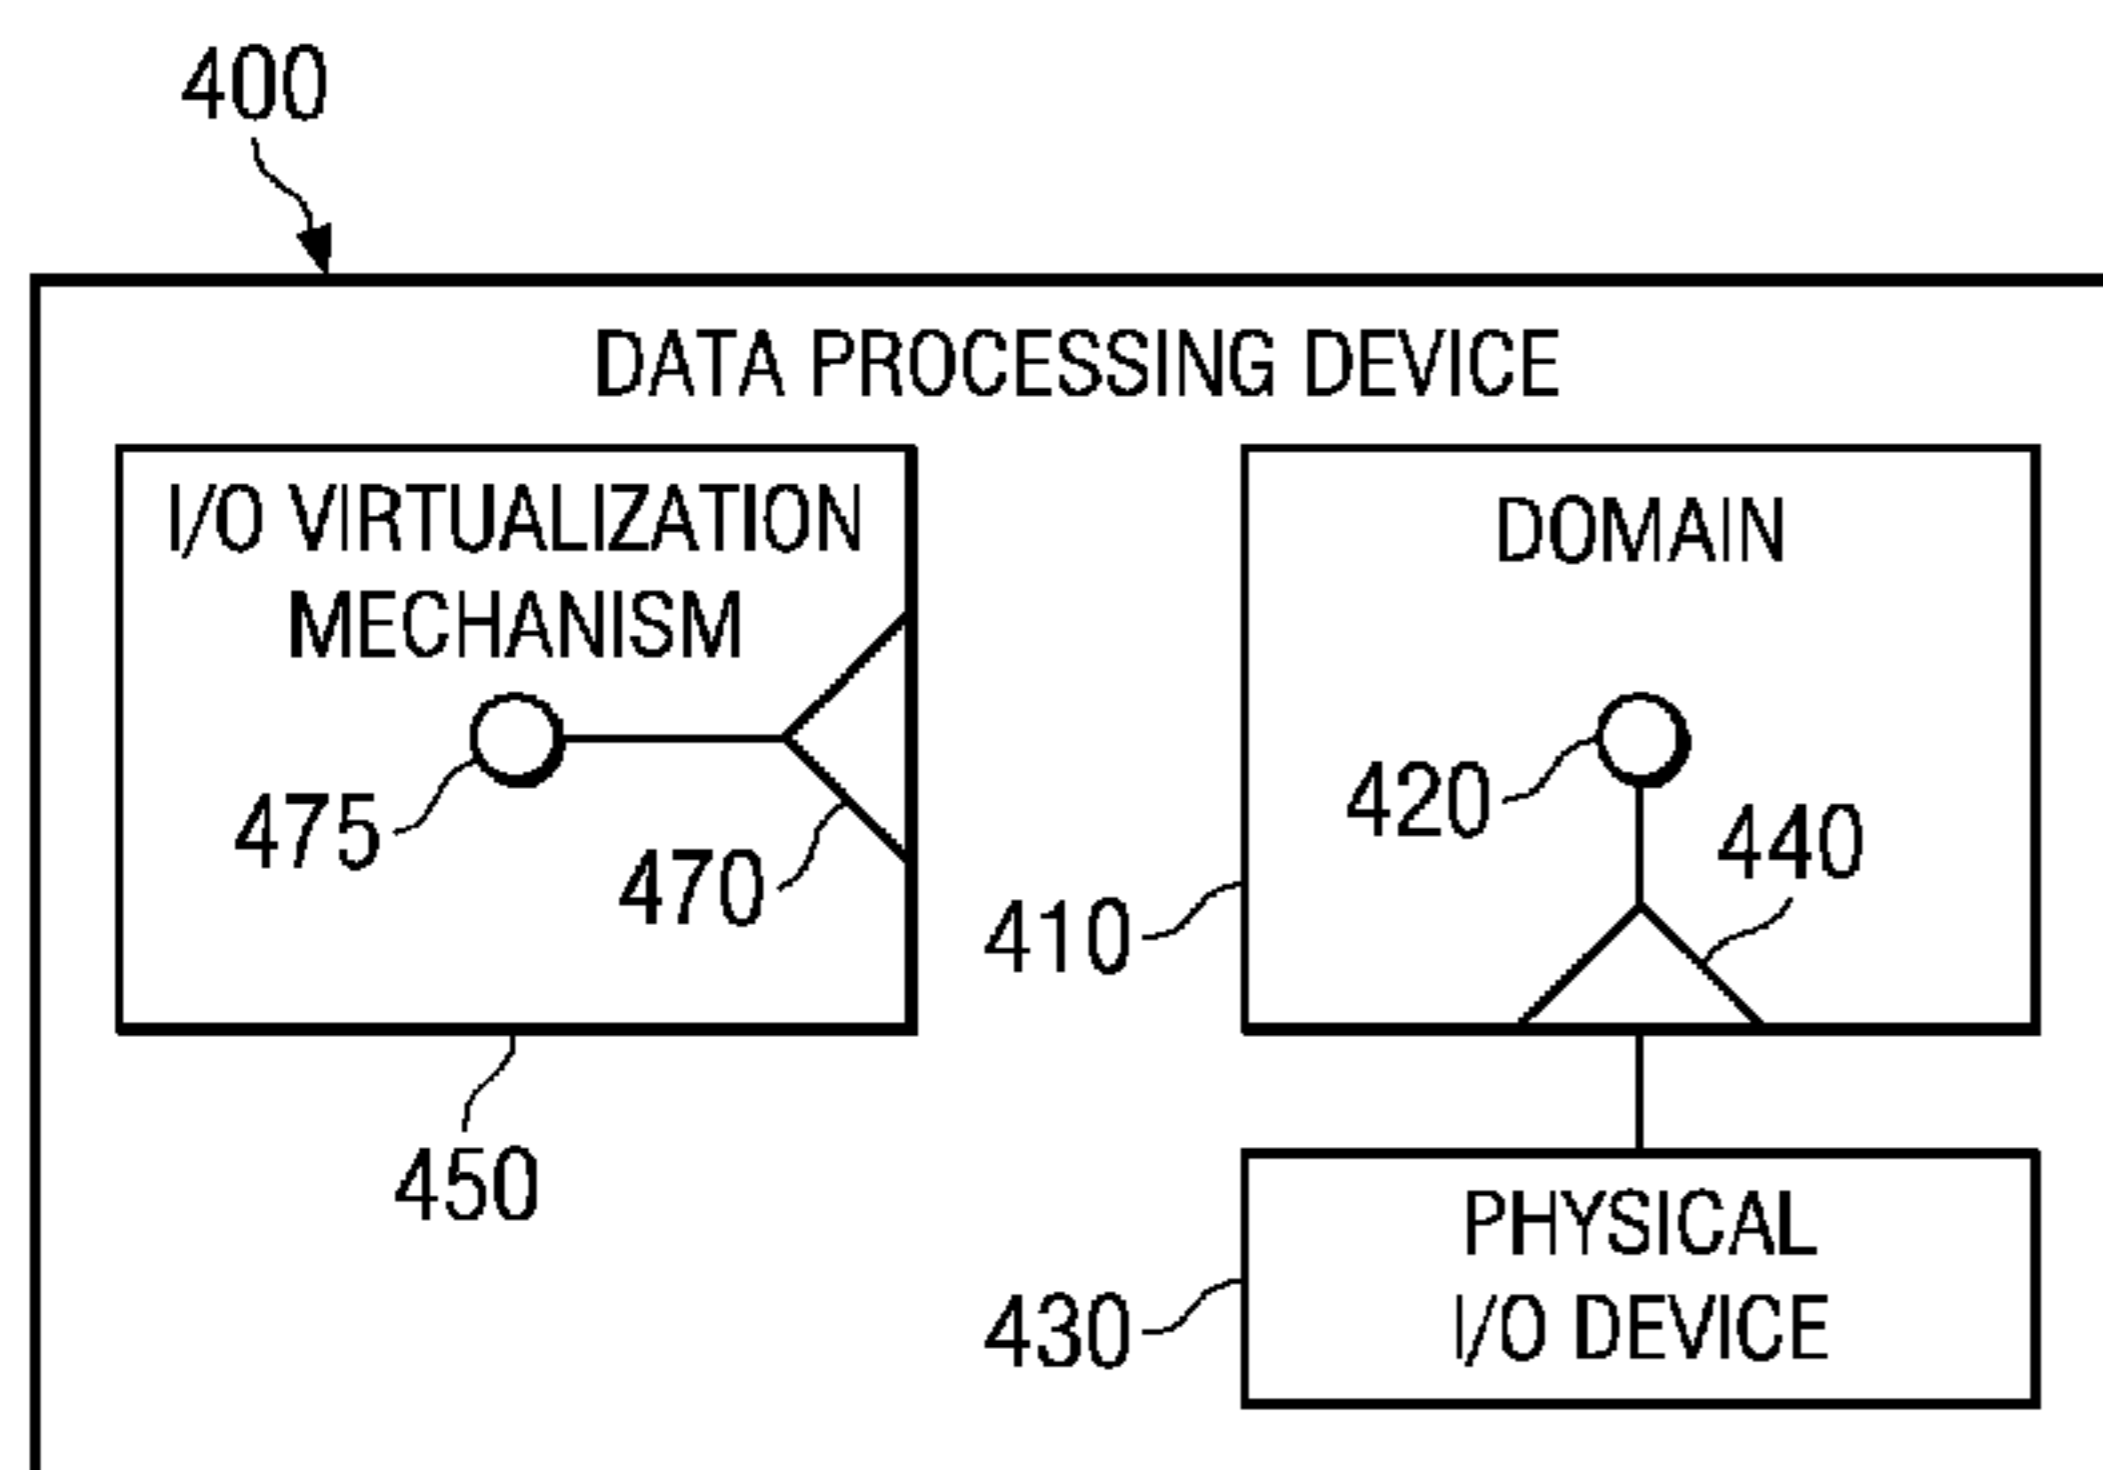 400
DATA PROCESSING DEVICE
I/O VIRTUALIZATION
MECHANISM
DOMAIN
475
470
420
440
410
450
PHYSICAL
I/O DEVICE
430